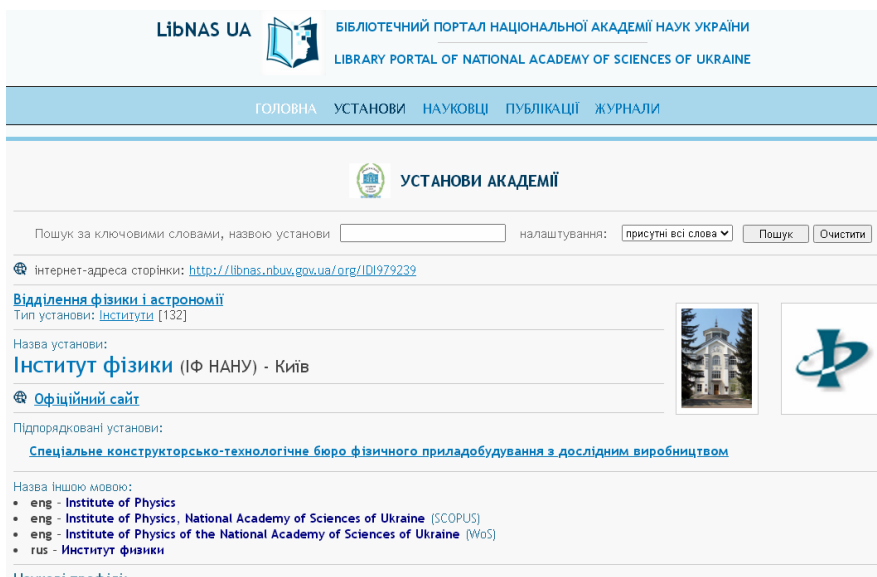 LibNAS UA
БІБЛІОТЕЧНИЙ ПОРТАЛ НАЦІОНАЛЬНОЇ АКАДЕМІЇ НАУК УКРАЇНИ
LIBRARY PORTAL OF NATIONAL ACADEMY OF SCIENCES OF UKRAINE
ГОЛОВНА УСТАНОВИ НАУКОВЦІ ПУБЛІКАЦІЇ ЖУРНАЛИ
УСТАНОВИ АКАДЕМІЇ
Пошук за ключовими словами, назвою установи налаштування: присутні всі слова Пошук Очистити
інтернет-адреса сторінки: http://libnas.nbuv.gov.ua/org/IDI979239
Відділення фізики і астрономії
Тип установи: Інститути [132]
Назва установи:
Інститут фізики (ІФ НАНУ) - Київ
Офіційний сайт
Підпорядковані установи:
Спеціальне конструкторсько-технологічне бюро фізичного приладобудування з дослідним виробництвом
Назва іншою мовою:
• eng - Institute of Physics
• eng - Institute of Physics, National Academy of Sciences of Ukraine (SCOPUS)
• eng - Institute of Physics of the National Academy of Sciences of Ukraine (WoS)
• rus - Институт физики